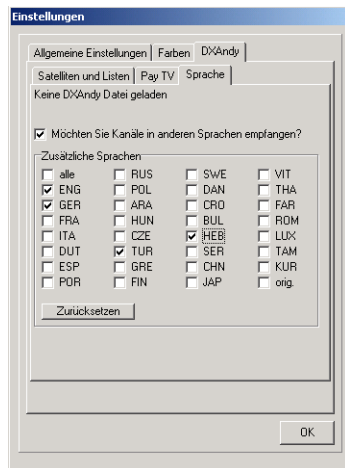 Einstellungen
Allgemeine Einstellungen Farben DXAndy
Satelliten und Listen Pay TV Sprache
Keine DXAndy Datei geladen
Möchten Sie Kanäle in anderen Sprachen empfangen?
Zusätzliche Sprachen
alle RUS SWE VIT
ENG POL DAN THA
GER ARA CRO FAR
FRA HUN BUL ROM
ITA CZE HEB LUX
DUT TUR SER TAM
ESP GRE CHN KUR
POR FIN JAP orig.
Zurücksetzen
OK